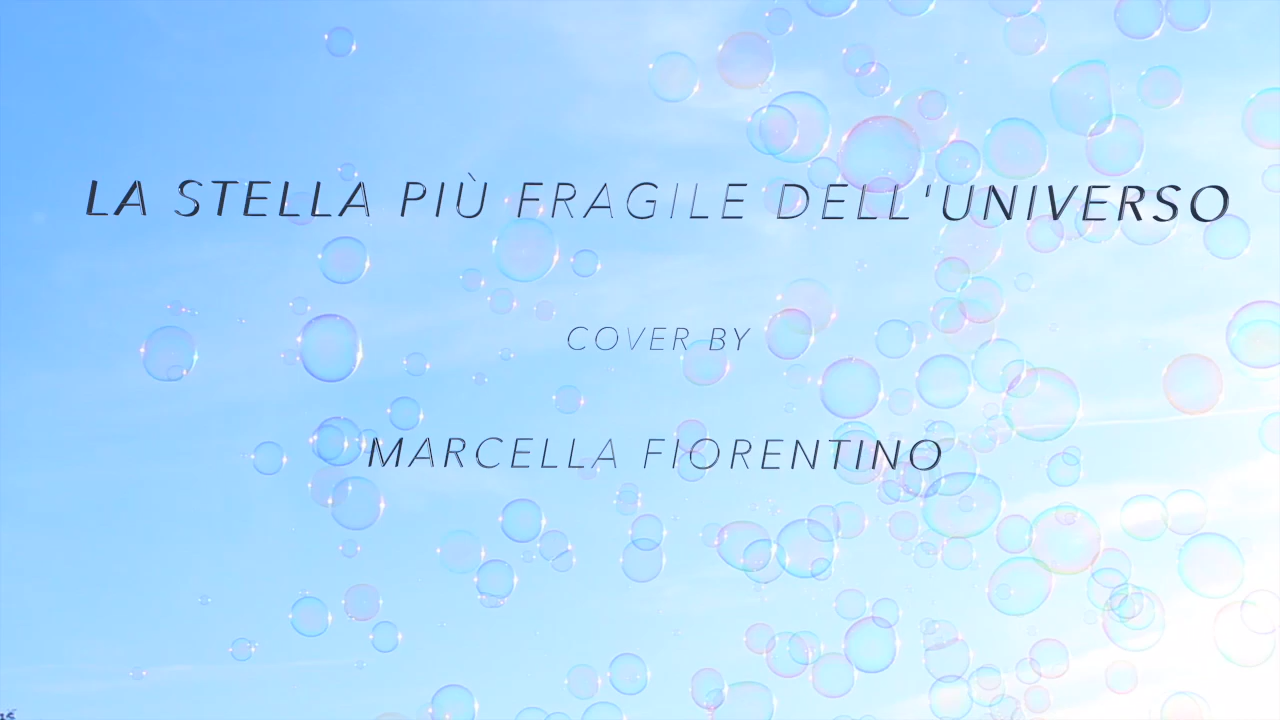 LA STELLA PIÙ FRAGILE DELL'UNIVERSO
COVER BY
MARCELLA FIORENTINO